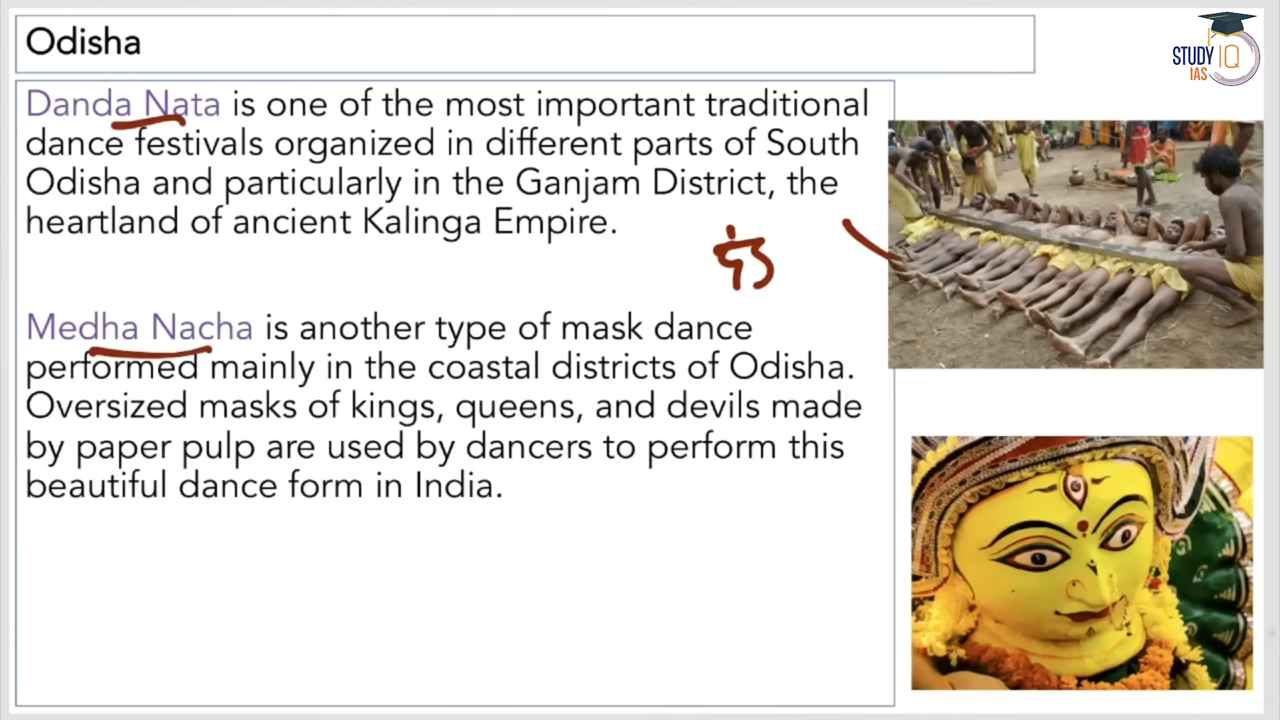 Odisha
STUDY IQ
IAS
Danda Nata is one of the most important traditional
dance festivals organized in different parts of South
Odisha and particularly in the Ganjam District, the
heartland of ancient Kalinga Empire.
Medha Nacha is another type of mask dance
performed mainly in the coastal districts of Odisha.
Oversized masks of kings, queens, and devils made
by paper pulp are used by dancers to perform this
beautiful dance form in India.